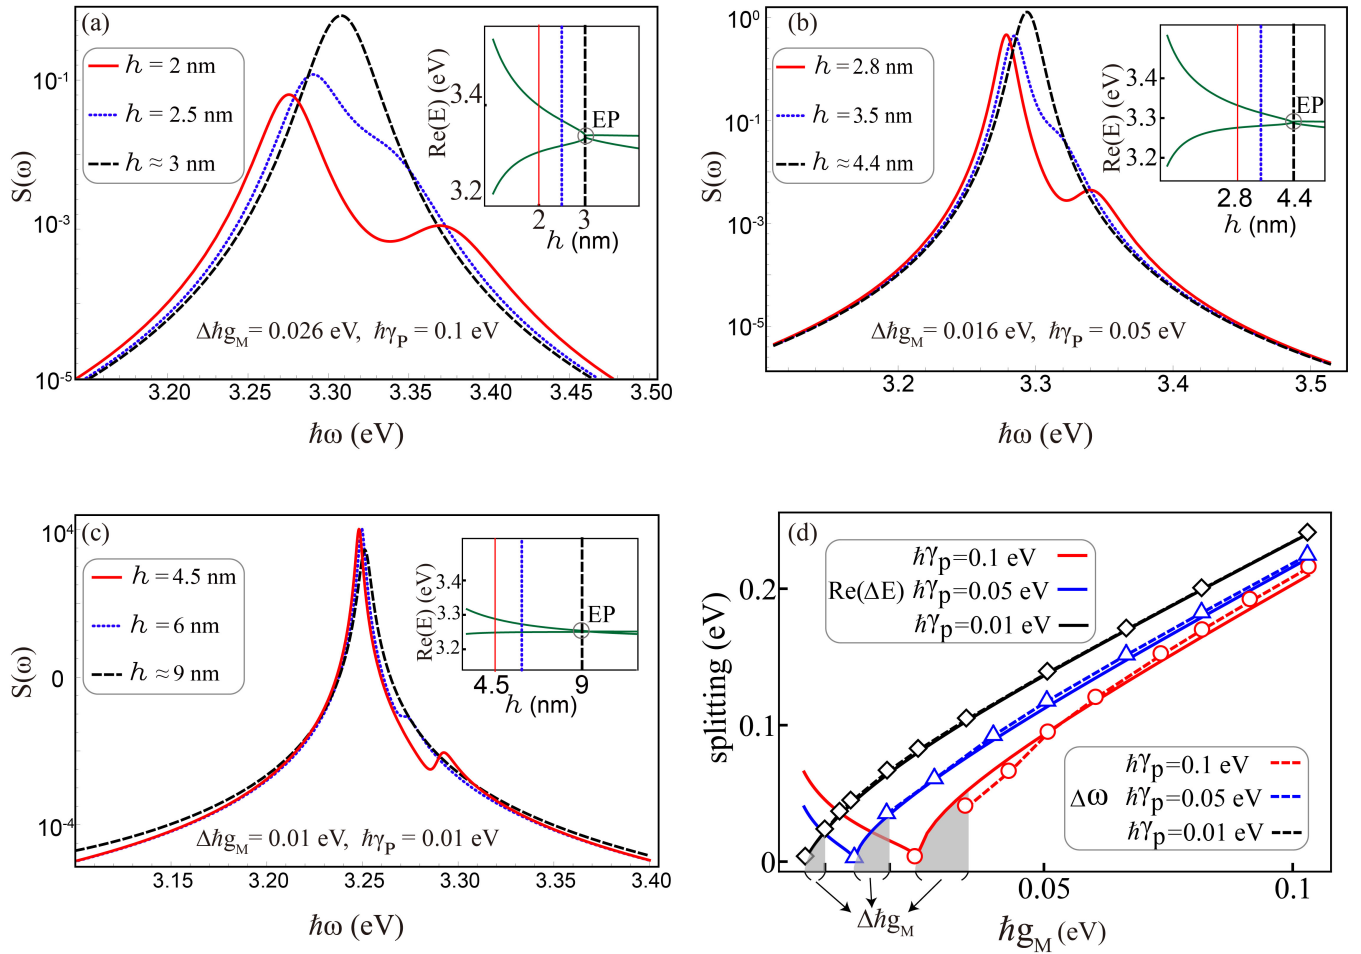 (a)
h = 2 nm
h = 2.5 nm
h ≈ 3 nm
S(ω)
10⁻¹
10⁻³
10⁻⁵
3.20 3.25 3.30 3.35 3.40 3.45 3.50
ħω (eV)
Δħg_M = 0.026 eV, ħγ_P = 0.1 eV
Re(E) (eV)
3.4
3.2
EP
2 3
h (nm)
(b)
h = 2.8 nm
h = 3.5 nm
h ≈ 4.4 nm
S(ω)
10⁰
10⁻¹
10⁻³
10⁻⁵
3.2 3.3 3.4 3.5
ħω (eV)
Δħg_M = 0.016 eV, ħγ_P = 0.05 eV
Re(E) (eV)
3.4
3.3
3.2
EP
2.8 4.4
h (nm)
(c)
h = 4.5 nm
h = 6 nm
h ≈ 9 nm
S(ω)
10⁴
0
10⁻⁴
3.15 3.20 3.25 3.30 3.35 3.40
ħω (eV)
Δħg_M = 0.01 eV, ħγ_P = 0.01 eV
Re(E) (eV)
3.4
3.3
3.2
EP
4.5 9
h (nm)
(d)
ħγ_p=0.1 eV
Re(ΔE) ħγ_p=0.05 eV
ħγ_p=0.01 eV
splitting (eV)
0.2
0.1
0
ħγ_p=0.1 eV
Δω ħγ_p=0.05 eV
ħγ_p=0.01 eV
Δħg_M
0.05 0.1
ħg_M (eV)